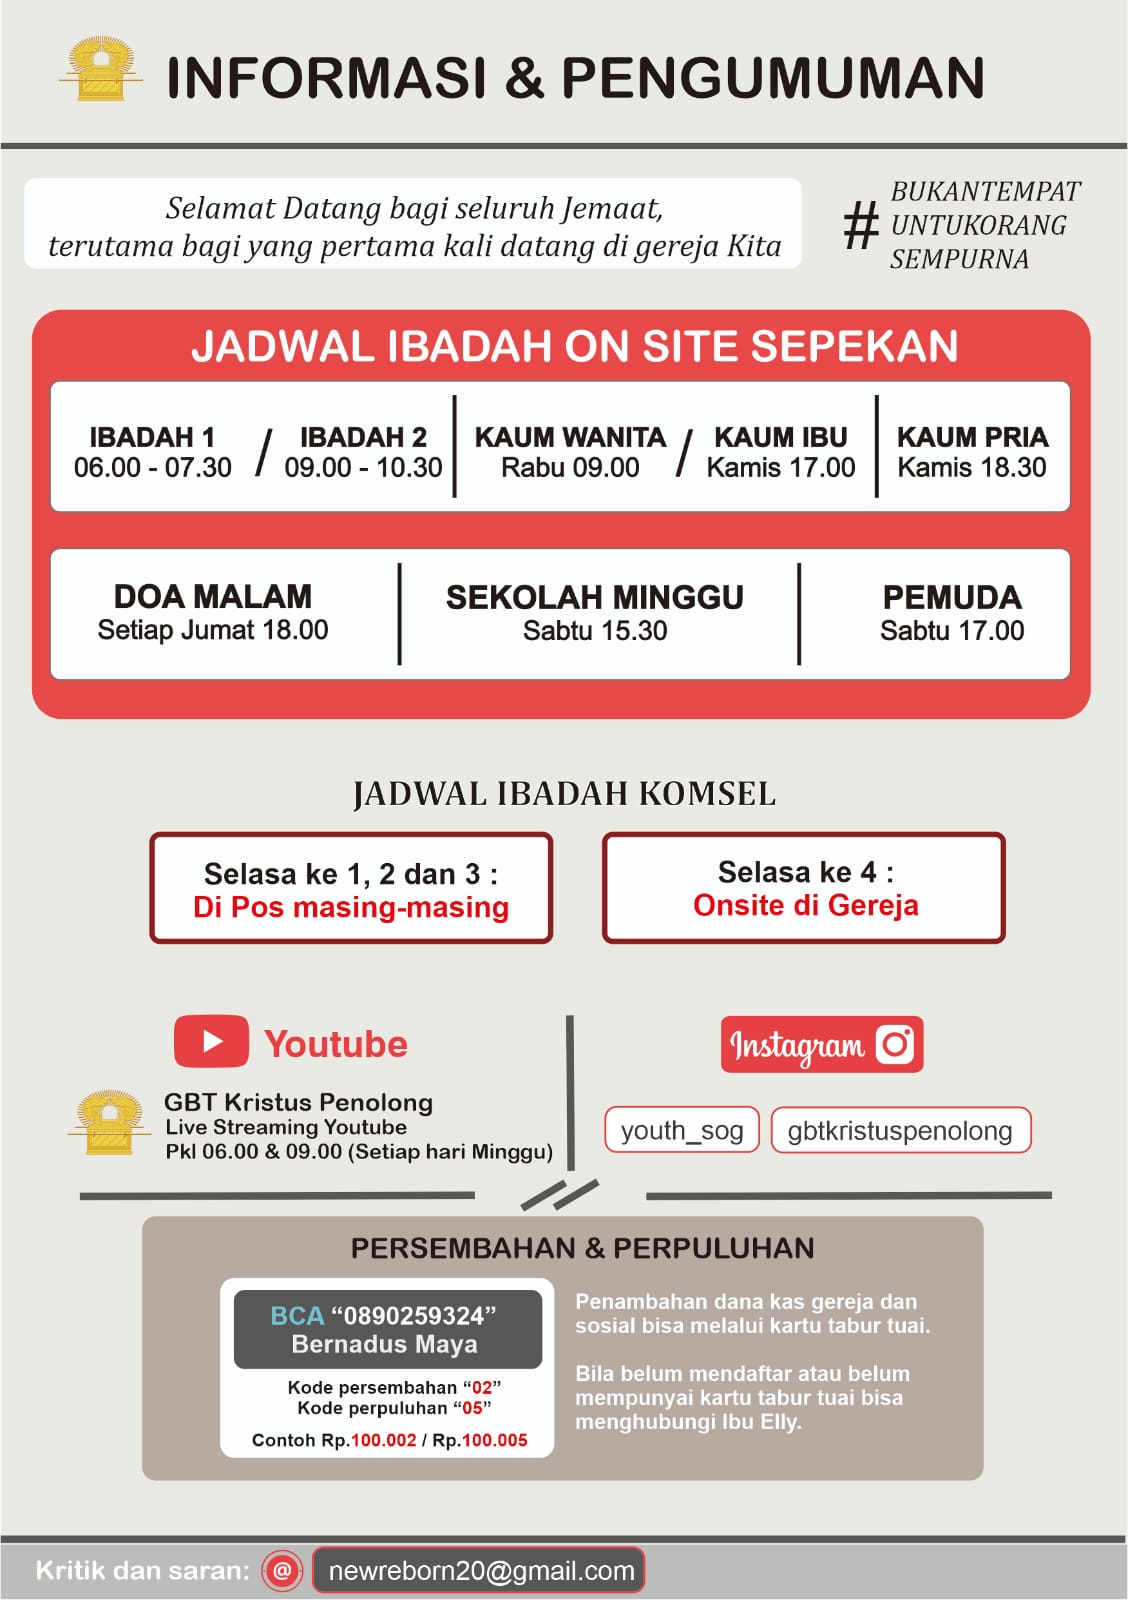 INFORMASI & PENGUMUMAN
Selamat Datang bagi seluruh Jemaat,
terutama bagi yang pertama kali datang di gereja Kita
#
BUKANTEMPAT
UNTUKORANG
SEMPURNA
JADWAL IBADAH ON SITE SEPEKAN
IBADAH 1
06.00 - 07.30
/
IBADAH 2
09.00 - 10.30
KAUM WANITA
Rabu 09.00
/
KAUM IBU
Kamis 17.00
KAUM PRIA
Kamis 18.30
DOA MALAM
Setiap Jumat 18.00
SEKOLAH MINGGU
Sabtu 15.30
PEMUDA
Sabtu 17.00
JADWAL IBADAH KOMSEL
Selasa ke 1, 2 dan 3 :
Di Pos masing-masing
Selasa ke 4 :
Onsite di Gereja
Youtube
GBT Kristus Penolong
Live Streaming Youtube
Pkl 06.00 & 09.00 (Setiap hari Minggu)
Instagram
youth_sog
gbtkristuspenolong
PERSEMBAHAN & PERPULUHAN
BCA “0890259324”
Bernadus Maya
Kode persembahan “02”
Kode perpuluhan “05”
Contoh Rp.100.002 / Rp.100.005
Penambahan dana kas gereja dan
sosial bisa melalui kartu tabur tuai.
Bila belum mendaftar atau belum
mempunyai kartu tabur tuai bisa
menghubungi Ibu Elly.
Kritik dan saran: @ newreborn20@gmail.com